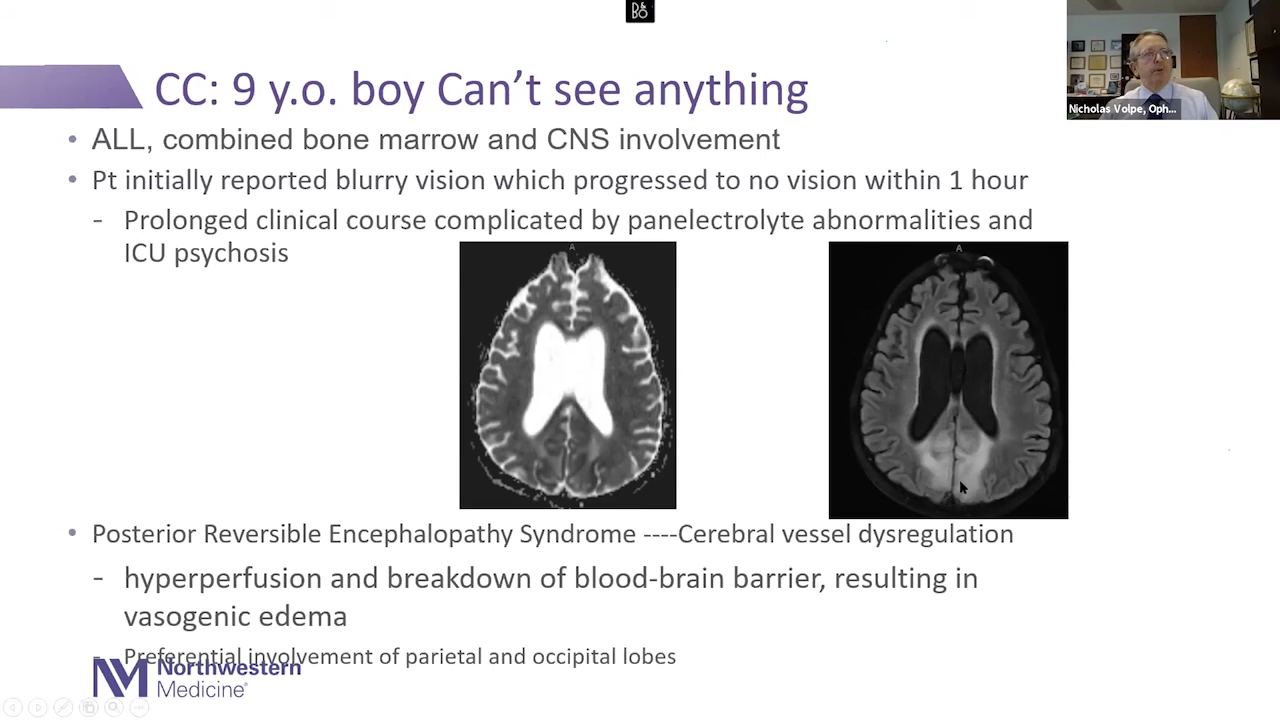 B&
BO
Nicholas Volpe, Oph...
CC: 9 y.o. boy Can't see anything
• ALL, combined bone marrow and CNS involvement
• Pt initially reported blurry vision which progressed to no vision within 1 hour
- Prolonged clinical course complicated by panelectrolyte abnormalities and
ICU psychosis
A
A
• Posterior Reversible Encephalopathy Syndrome ----Cerebral vessel dysregulation
- hyperperfusion and breakdown of blood-brain barrier, resulting in
vasogenic edema
- Preferential involvement of parietal and occipital lobes
NM Northwestern
Medicine®